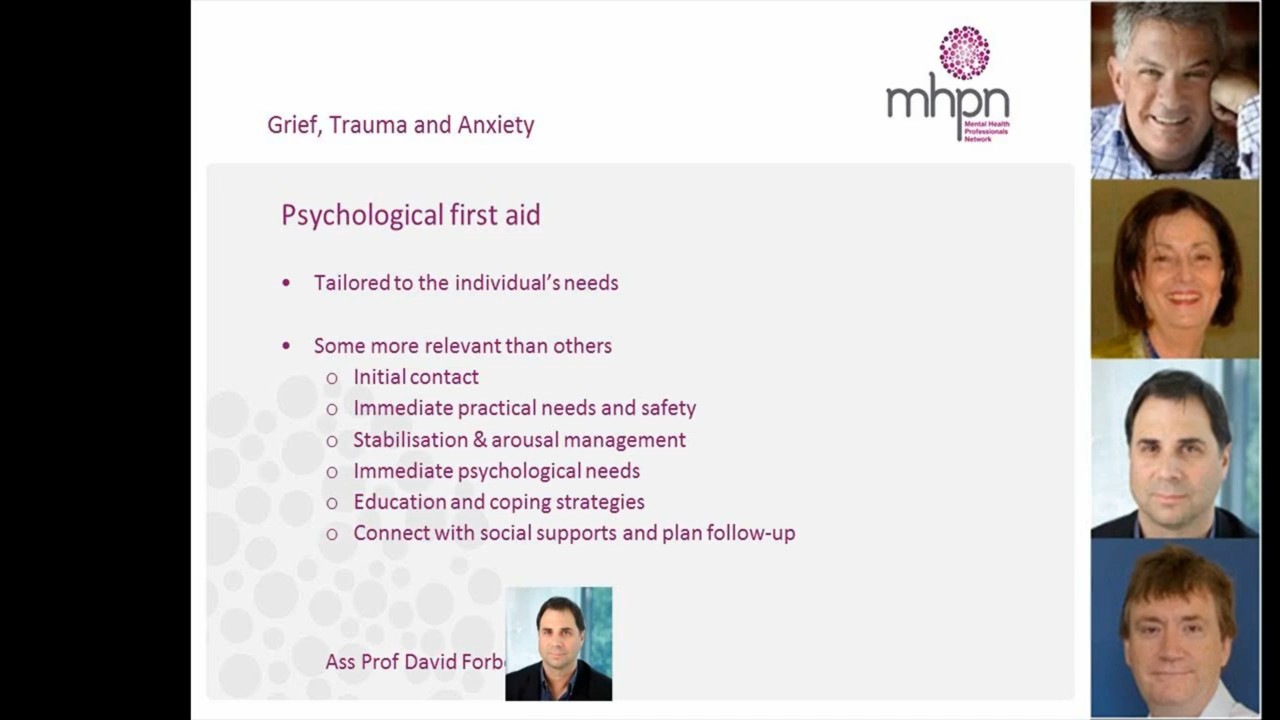 mhpn
Mental Health
Professionals
Network
Grief, Trauma and Anxiety
Psychological first aid
• Tailored to the individual's needs
• Some more relevant than others
o Initial contact
o Immediate practical needs and safety
o Stabilisation & arousal management
o Immediate psychological needs
o Education and coping strategies
o Connect with social supports and plan follow-up
Ass Prof David Forb